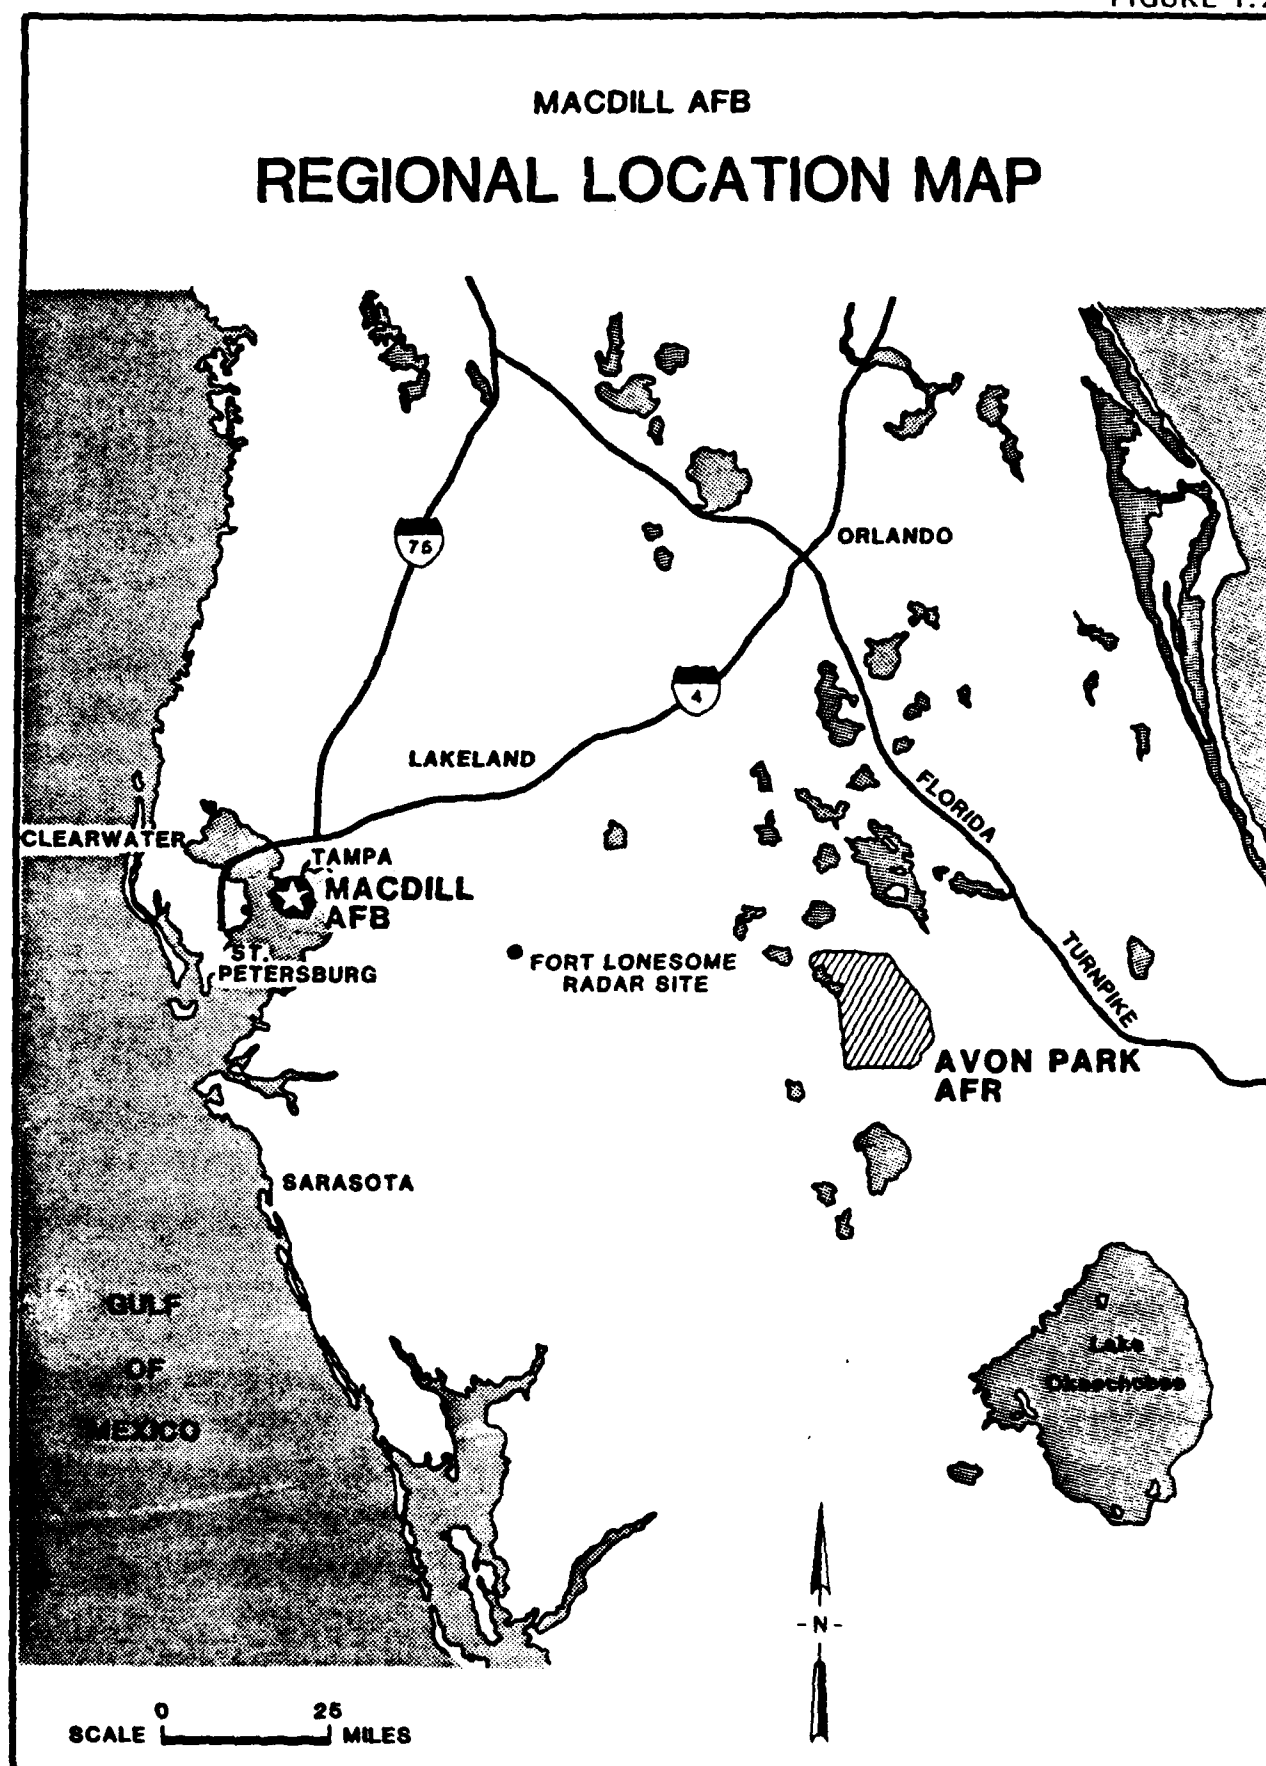 MACDILL AFB
REGIONAL LOCATION MAP
75
ORLANDO
4
LAKELAND
FLORIDA
CLEARWATER
TAMPA
MACDILL
AFB
ST.
PETERSBURG
FORT LONESOME
RADAR SITE
TURNPIKE
AVON PARK
AFR
SARASOTA
GULF
OF
MEXICO
Lake
Okeechobee
-N-
0 25
SCALE MILES